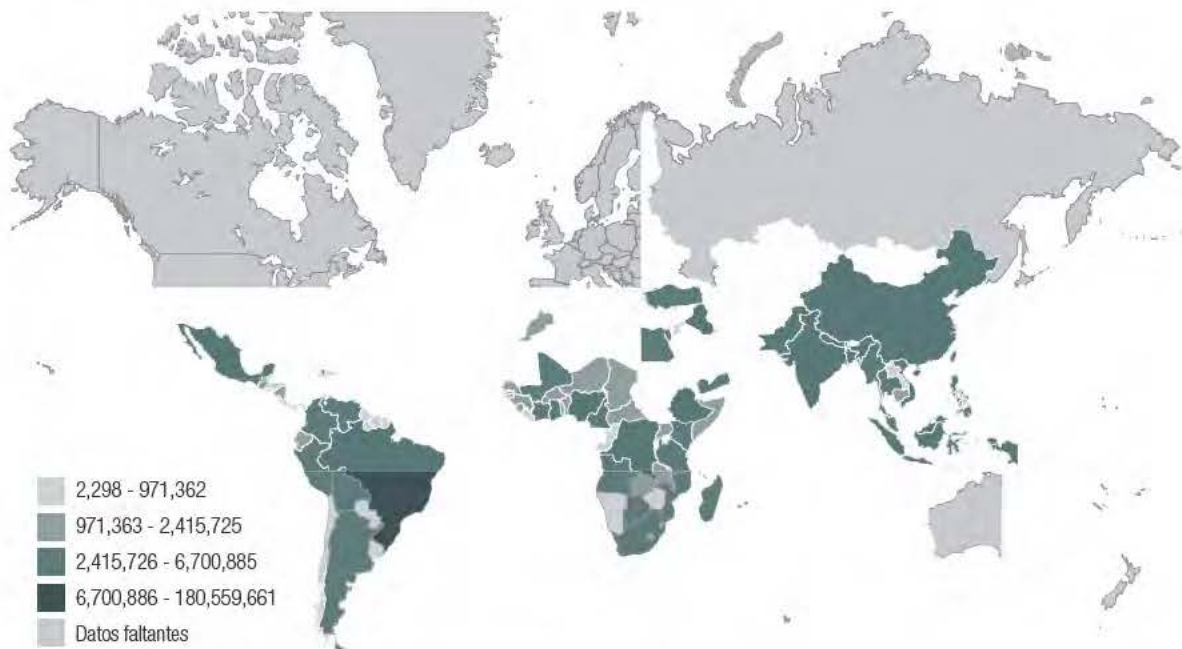 2,298 - 971,362
971,363 - 2,415,725
2,415,726 - 6,700,885
6,700,886 - 180,559,661
Datos faltantes